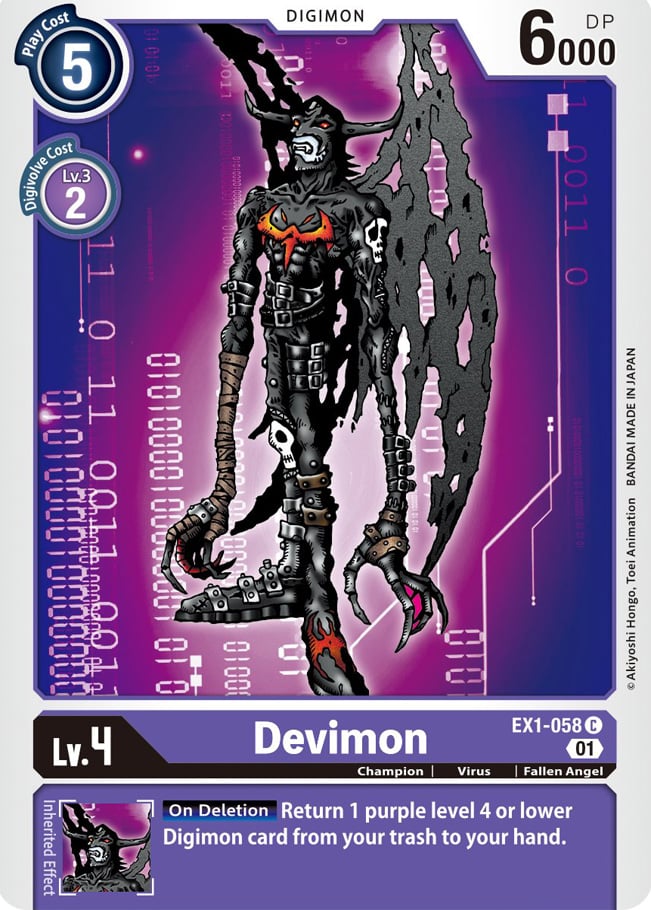 DIGIMON
Play Cost
5
DP
6000
Digivolve Cost
Lv.3
2
© Akiyoshi Hongo, Toei Animation BANDAI MADE IN JAPAN
Lv.4
Devimon
EX1-058 C
01
Champion | Virus | Fallen Angel
Inherited Effect
On Deletion Return 1 purple level 4 or lower
Digimon card from your trash to your hand.